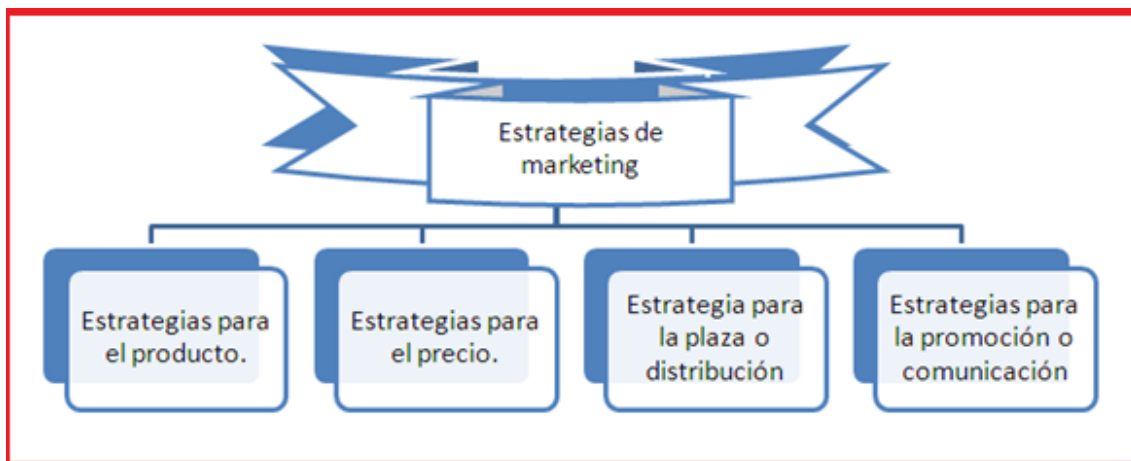 Estrategias de
marketing
Estrategias para
el producto.
Estrategias para
el precio.
Estrategia para
la plaza o
distribución
Estrategias para
la promoción o
comunicación